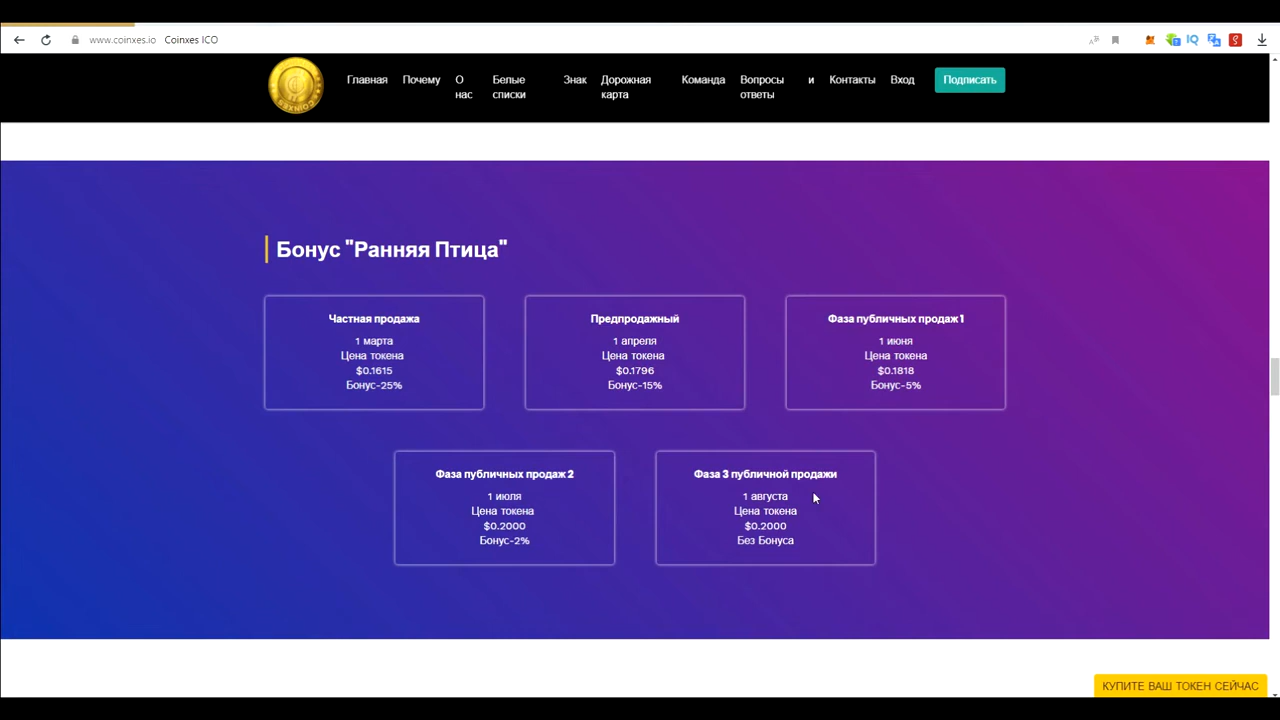 www.coinxes.io Coinxes ICO
Главная Почему О нас Белые списки Знак Дорожная карта Команда Вопросы и ответы Контакты Вход Подписать
Бонус "Ранняя Птица"
Частная продажа
1 марта
Цена токена
$0.1615
Бонус-25%
Предпродажный
1 апреля
Цена токена
$0.1796
Бонус-15%
Фаза публичных продаж 1
1 июня
Цена токена
$0.1818
Бонус-5%
Фаза публичных продаж 2
1 июля
Цена токена
$0.2000
Бонус-2%
Фаза 3 публичной продажи
1 августа
Цена токена
$0.2000
Без Бонуса
КУПИТЕ ВАШ ТОКЕН СЕЙЧАС